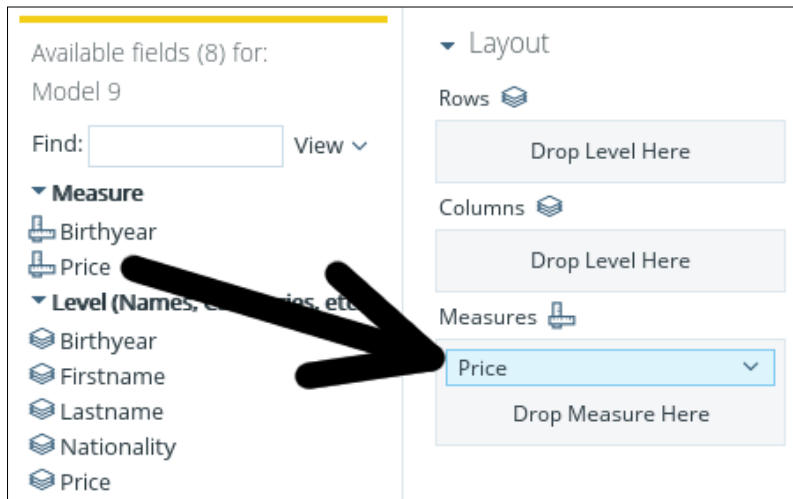 Available fields (8) for:
Model 9
Find:
View
Measure
Birthyear
Price
Level (Names, etc
Birthyear
Firstname
Lastname
Nationality
Price
Layout
Rows
Drop Level Here
Columns
Drop Level Here
Measures
Price
Drop Measure Here